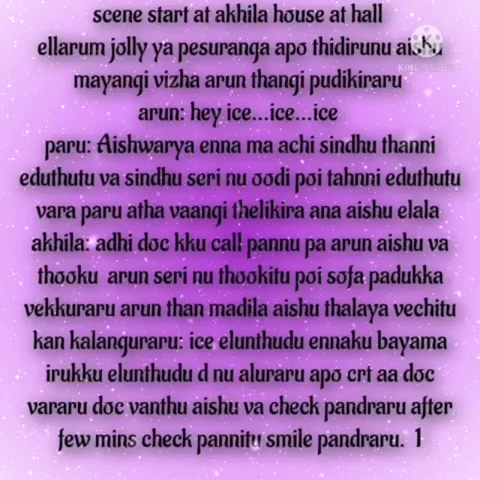 scene start at akhila house at hall
ellarum jolly ya pesuranga apo thidirunu aishu
mayangi vizha arun thangi pudikiraru
arun: hey ice...ice...ice
paru: Aishwarya enna ma achi sindhu thanni
eduthutu va sindhu seri nu oodi poi tahnni eduthutu
vara paru atha vaangi thelikira ana aishu elala
akhila: adhi doc kku call pannu pa arun aishu va
thooku arun seri nu thookitu poi sofa padukka
vekkuraru arun than madila aishu thalaya vechitu
kan kalanguraru: ice elunthudu ennaku bayama
irukku elunthudu d nu aluraru apo crt aa doc
vararu doc vanthu aishu va check pandraru after
few mins check pannitu smile pandraru. 1